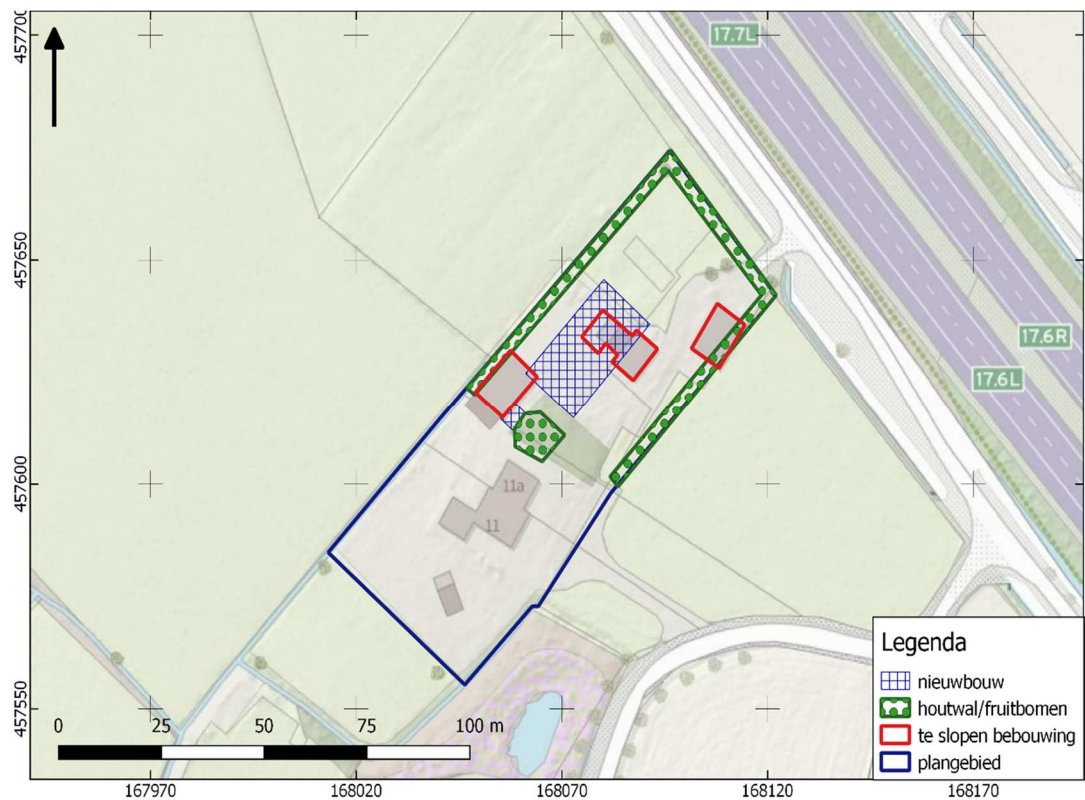 457700
457650
457600
457550
17.7L
17.6R
17.6L
11a
11
Legenda
nieuwbouw
houtwal/fruitbomen
te slopen bebouwing
plangebied
0 25 50 75 100 m
167970 168020 168070 168120 168170